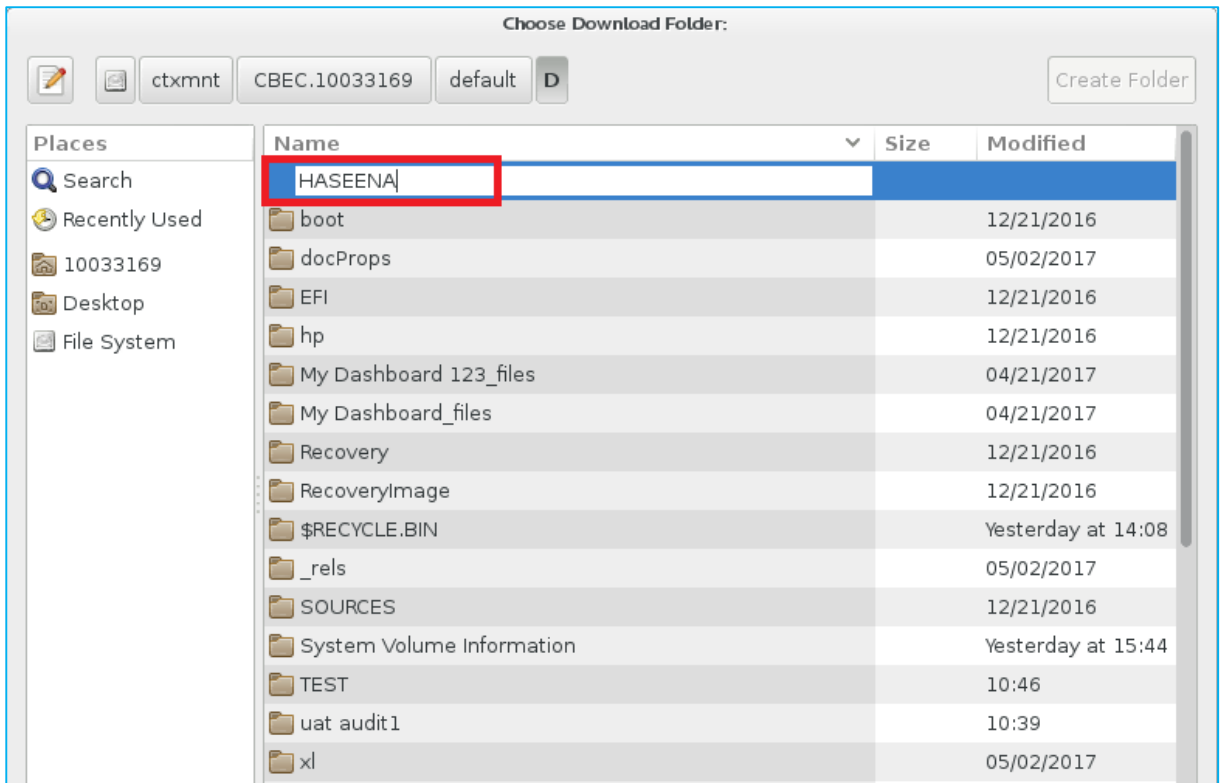 Choose Download Folder:
ctxmnt CBEC.10033169 default D Create Folder
Places Name Size Modified
Search HASEENA
Recently Used boot 12/21/2016
docProps 05/02/2017
10033169
EFI 12/21/2016
Desktop
hp 12/21/2016
File System
My Dashboard 123_files 04/21/2017
My Dashboard_files 04/21/2017
Recovery 12/21/2016
RecoveryImage 12/21/2016
$RECYCLE.BIN Yesterday at 14:08
_rels 05/02/2017
SOURCES 12/21/2016
System Volume Information Yesterday at 15:44
TEST 10:46
uat audit1 10:39
xl 05/02/2017